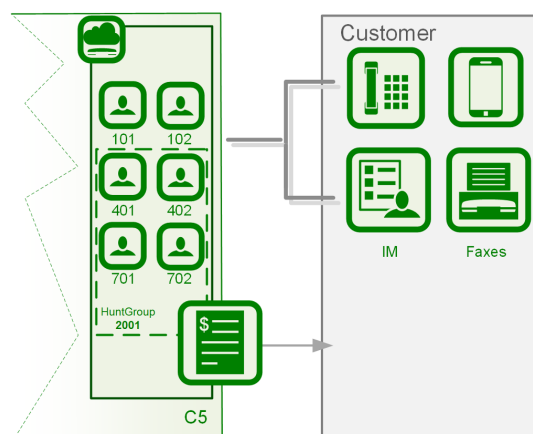 Customer
101 102
401 402
701 702
HuntGroup
2001
$
C5
IM
Faxes